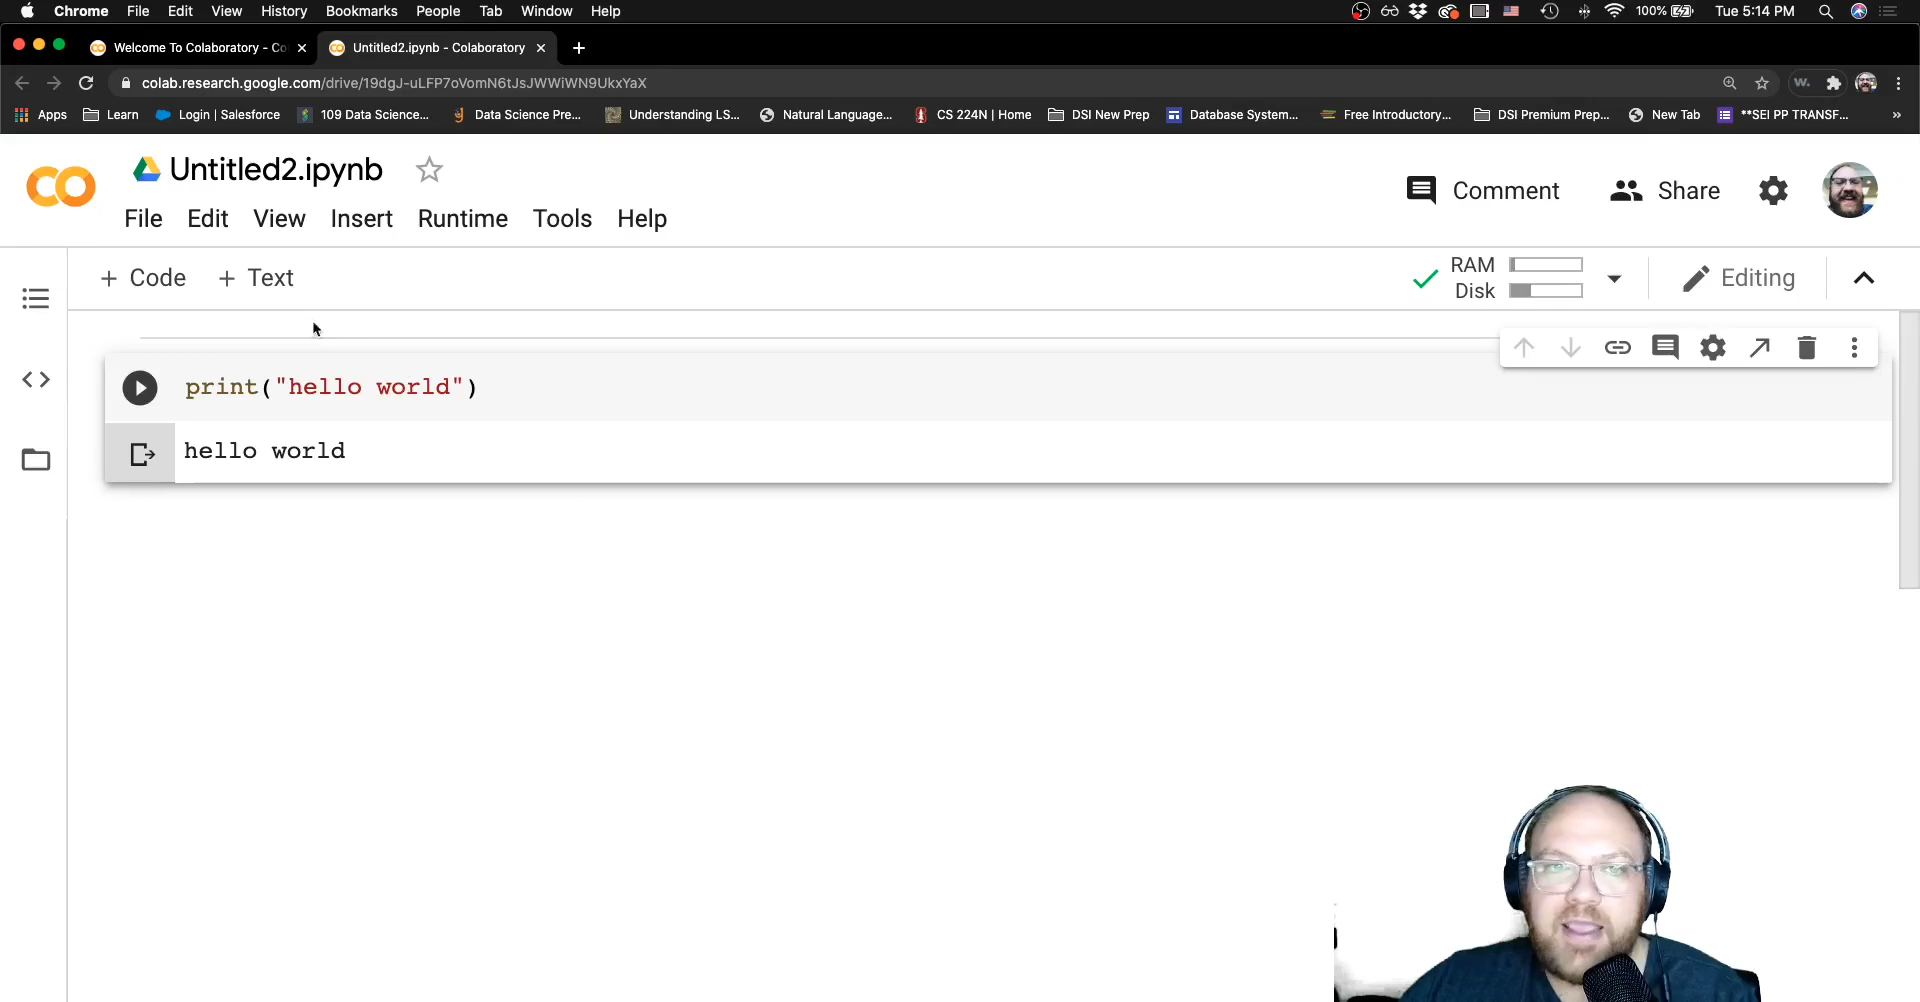 Chrome File Edit View History Bookmarks People Tab Window Help 100% Tue 5:14 PM
Welcome To Colaboratory - Co Untitled2.ipynb - Colaboratory
colab.research.google.com/drive/19dgJ-uLFP7oVomN6tJsJWWiWN9UkxYaX
Apps Learn Login | Salesforce 109 Data Science... Data Science Pre... Understanding LS... Natural Language... CS 224N | Home DSI New Prep Database System... Free Introductory... DSI Premium Prep... New Tab **SEI PP TRANSF... »
Untitled2.ipynb
Comment Share
File Edit View Insert Runtime Tools Help
+ Code + Text RAM Disk Editing
print("hello world")
hello world